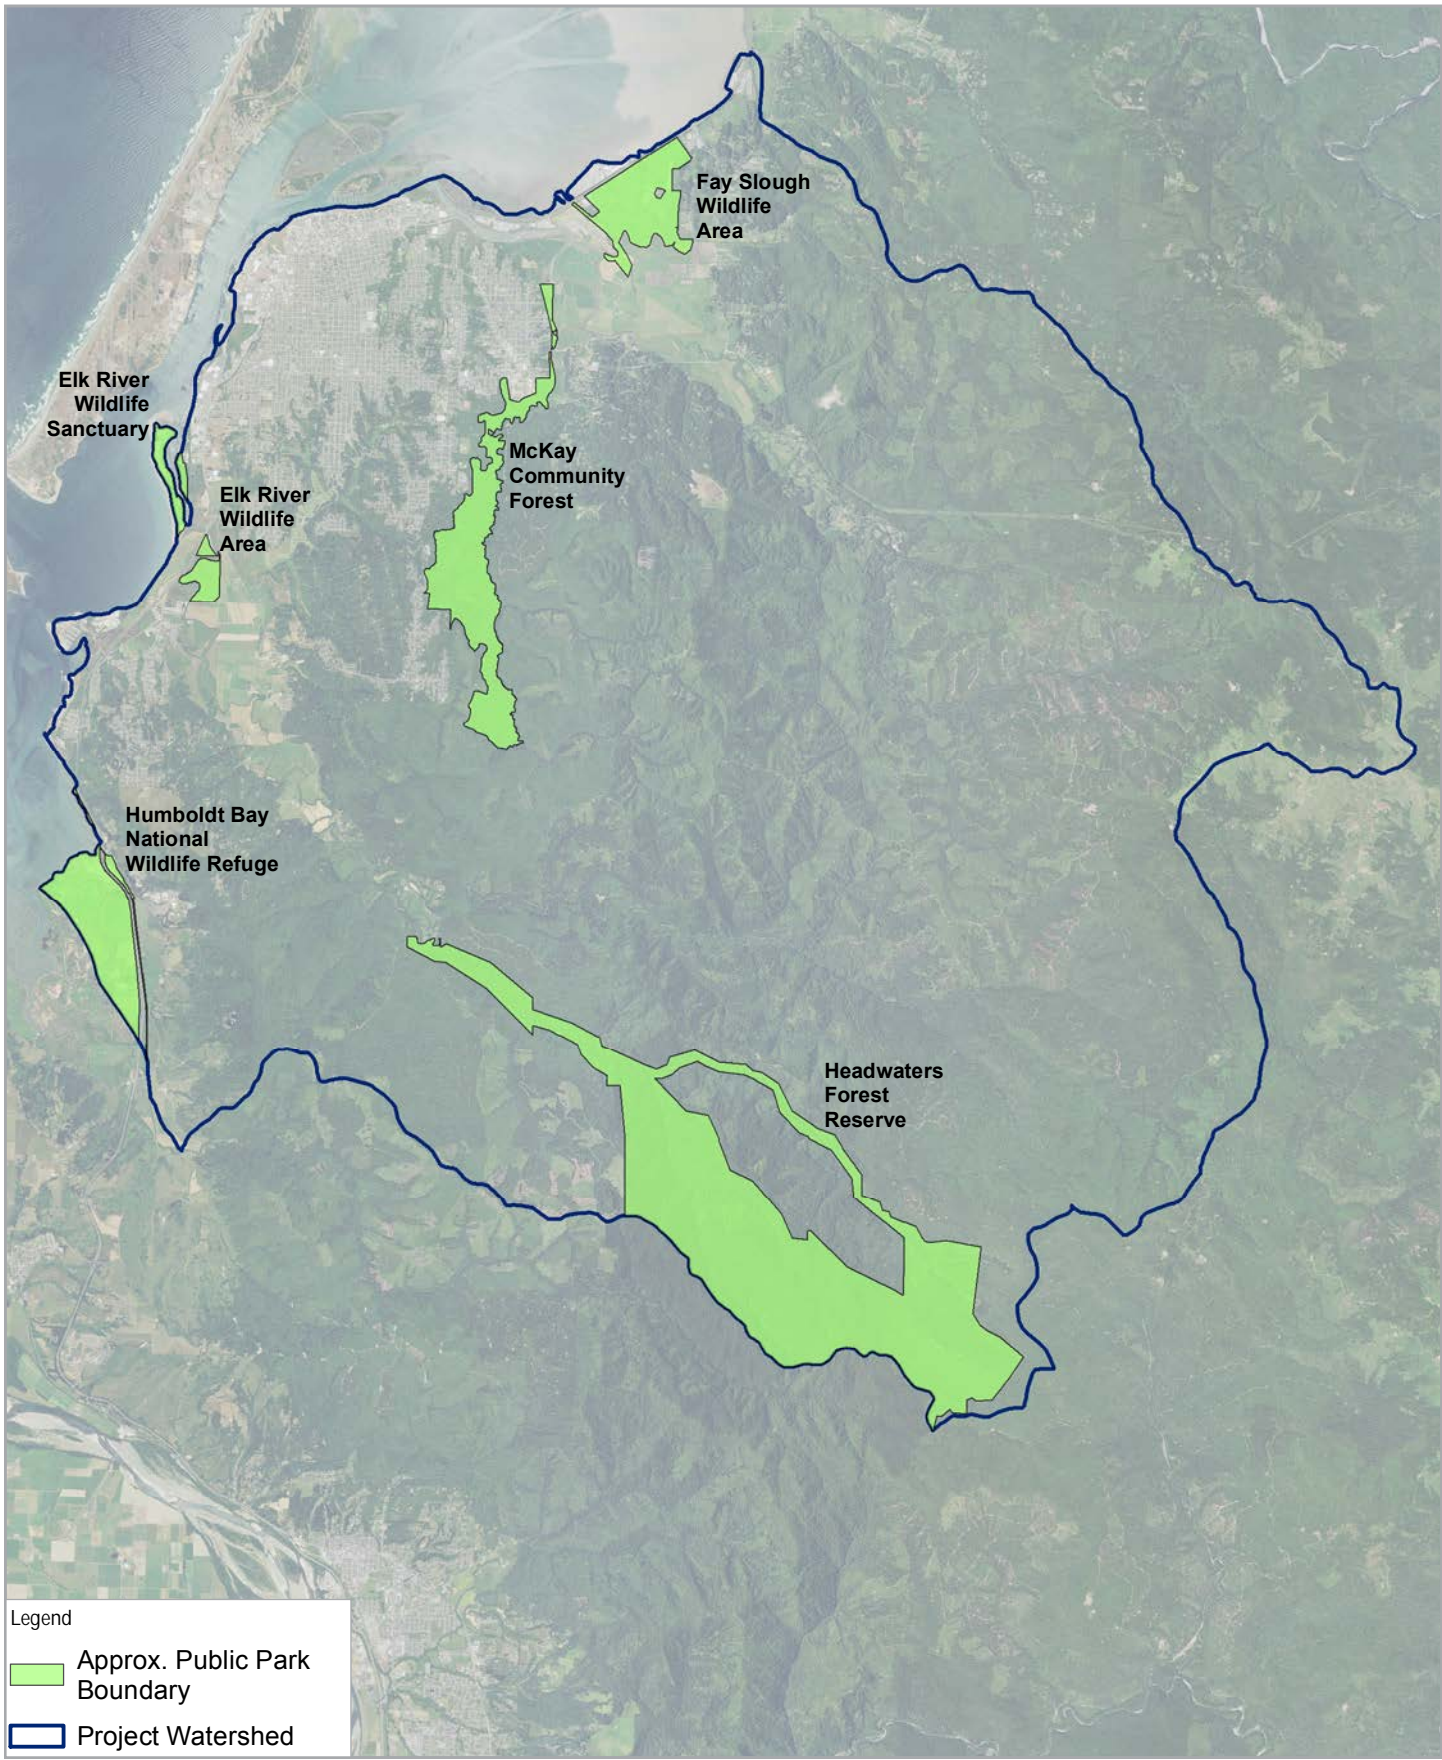 Fay Slough
Wildlife
Area
Elk River
Wildlife
Sanctuary
McKay
Community
Forest
Elk River
Wildlife
Area
Humboldt Bay
National
Wildlife Refuge
Headwaters
Forest
Reserve
Legend
Approx. Public Park
Boundary
Project Watershed